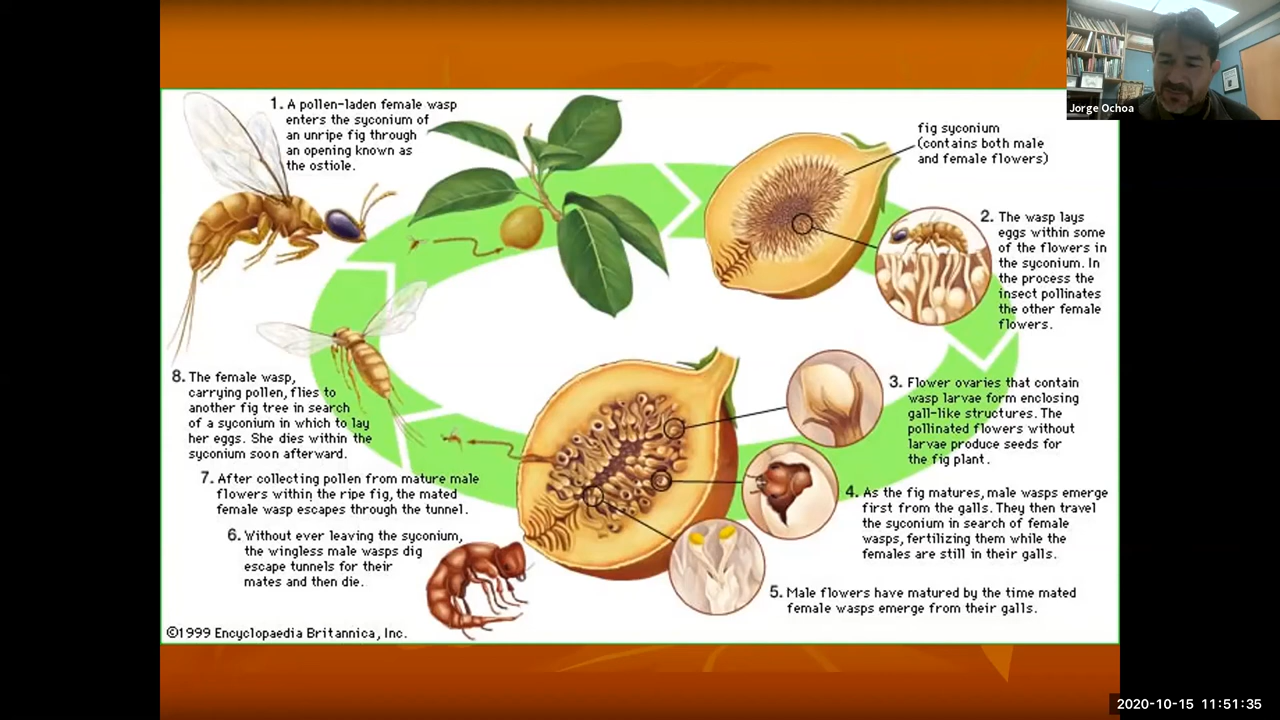 Jorge Ochoa
1. A pollen-laden female wasp
enters the syconium of
an unripe fig through
an opening known as
the ostiole.
fig syconium
(contains both male
and female flowers)
2. The wasp lays
eggs within some
of the flowers in
the syconium. In
the process the
insect pollinates
the other female
flowers.
3. Flower ovaries that contain
wasp larvae form enclosing
gall-like structures. The
pollinated flowers without
larvae produce seeds for
the fig plant.
4. As the fig matures, male wasps emerge
first from the galls. They then travel
the syconium in search of female
wasps, fertilizing them while the
females are still in their galls.
5. Male flowers have matured by the time mated
female wasps emerge from their galls.
6. Without ever leaving the syconium,
the wingless male wasps dig
escape tunnels for their
mates and then die.
7. After collecting pollen from mature male
flowers within the ripe fig, the mated
female wasp escapes through the tunnel.
8. The female wasp,
carrying pollen, flies to
another fig tree in search
of a syconium in which to lay
her eggs. She dies within the
syconium soon afterward.
©1999 Encyclopaedia Britannica, Inc.
2020-10-15 11:51:35